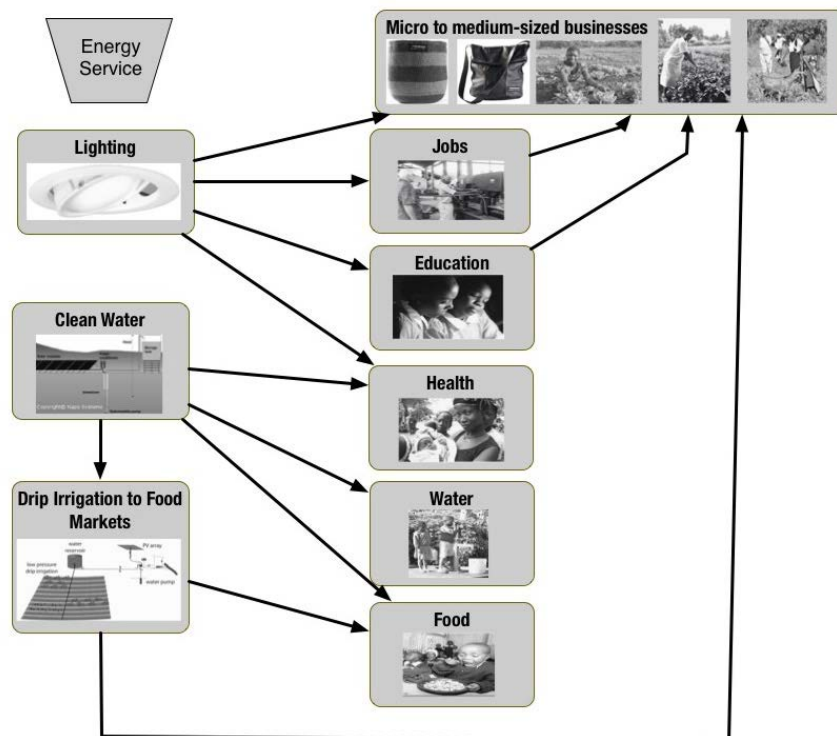 Energy
Service
Micro to medium-sized businesses
Lighting
Jobs
Education
Clean Water
Health
Drip Irrigation to Food
Markets
water
reservoir
PV array
low pressure
drip irrigation
water pump
Water
Food